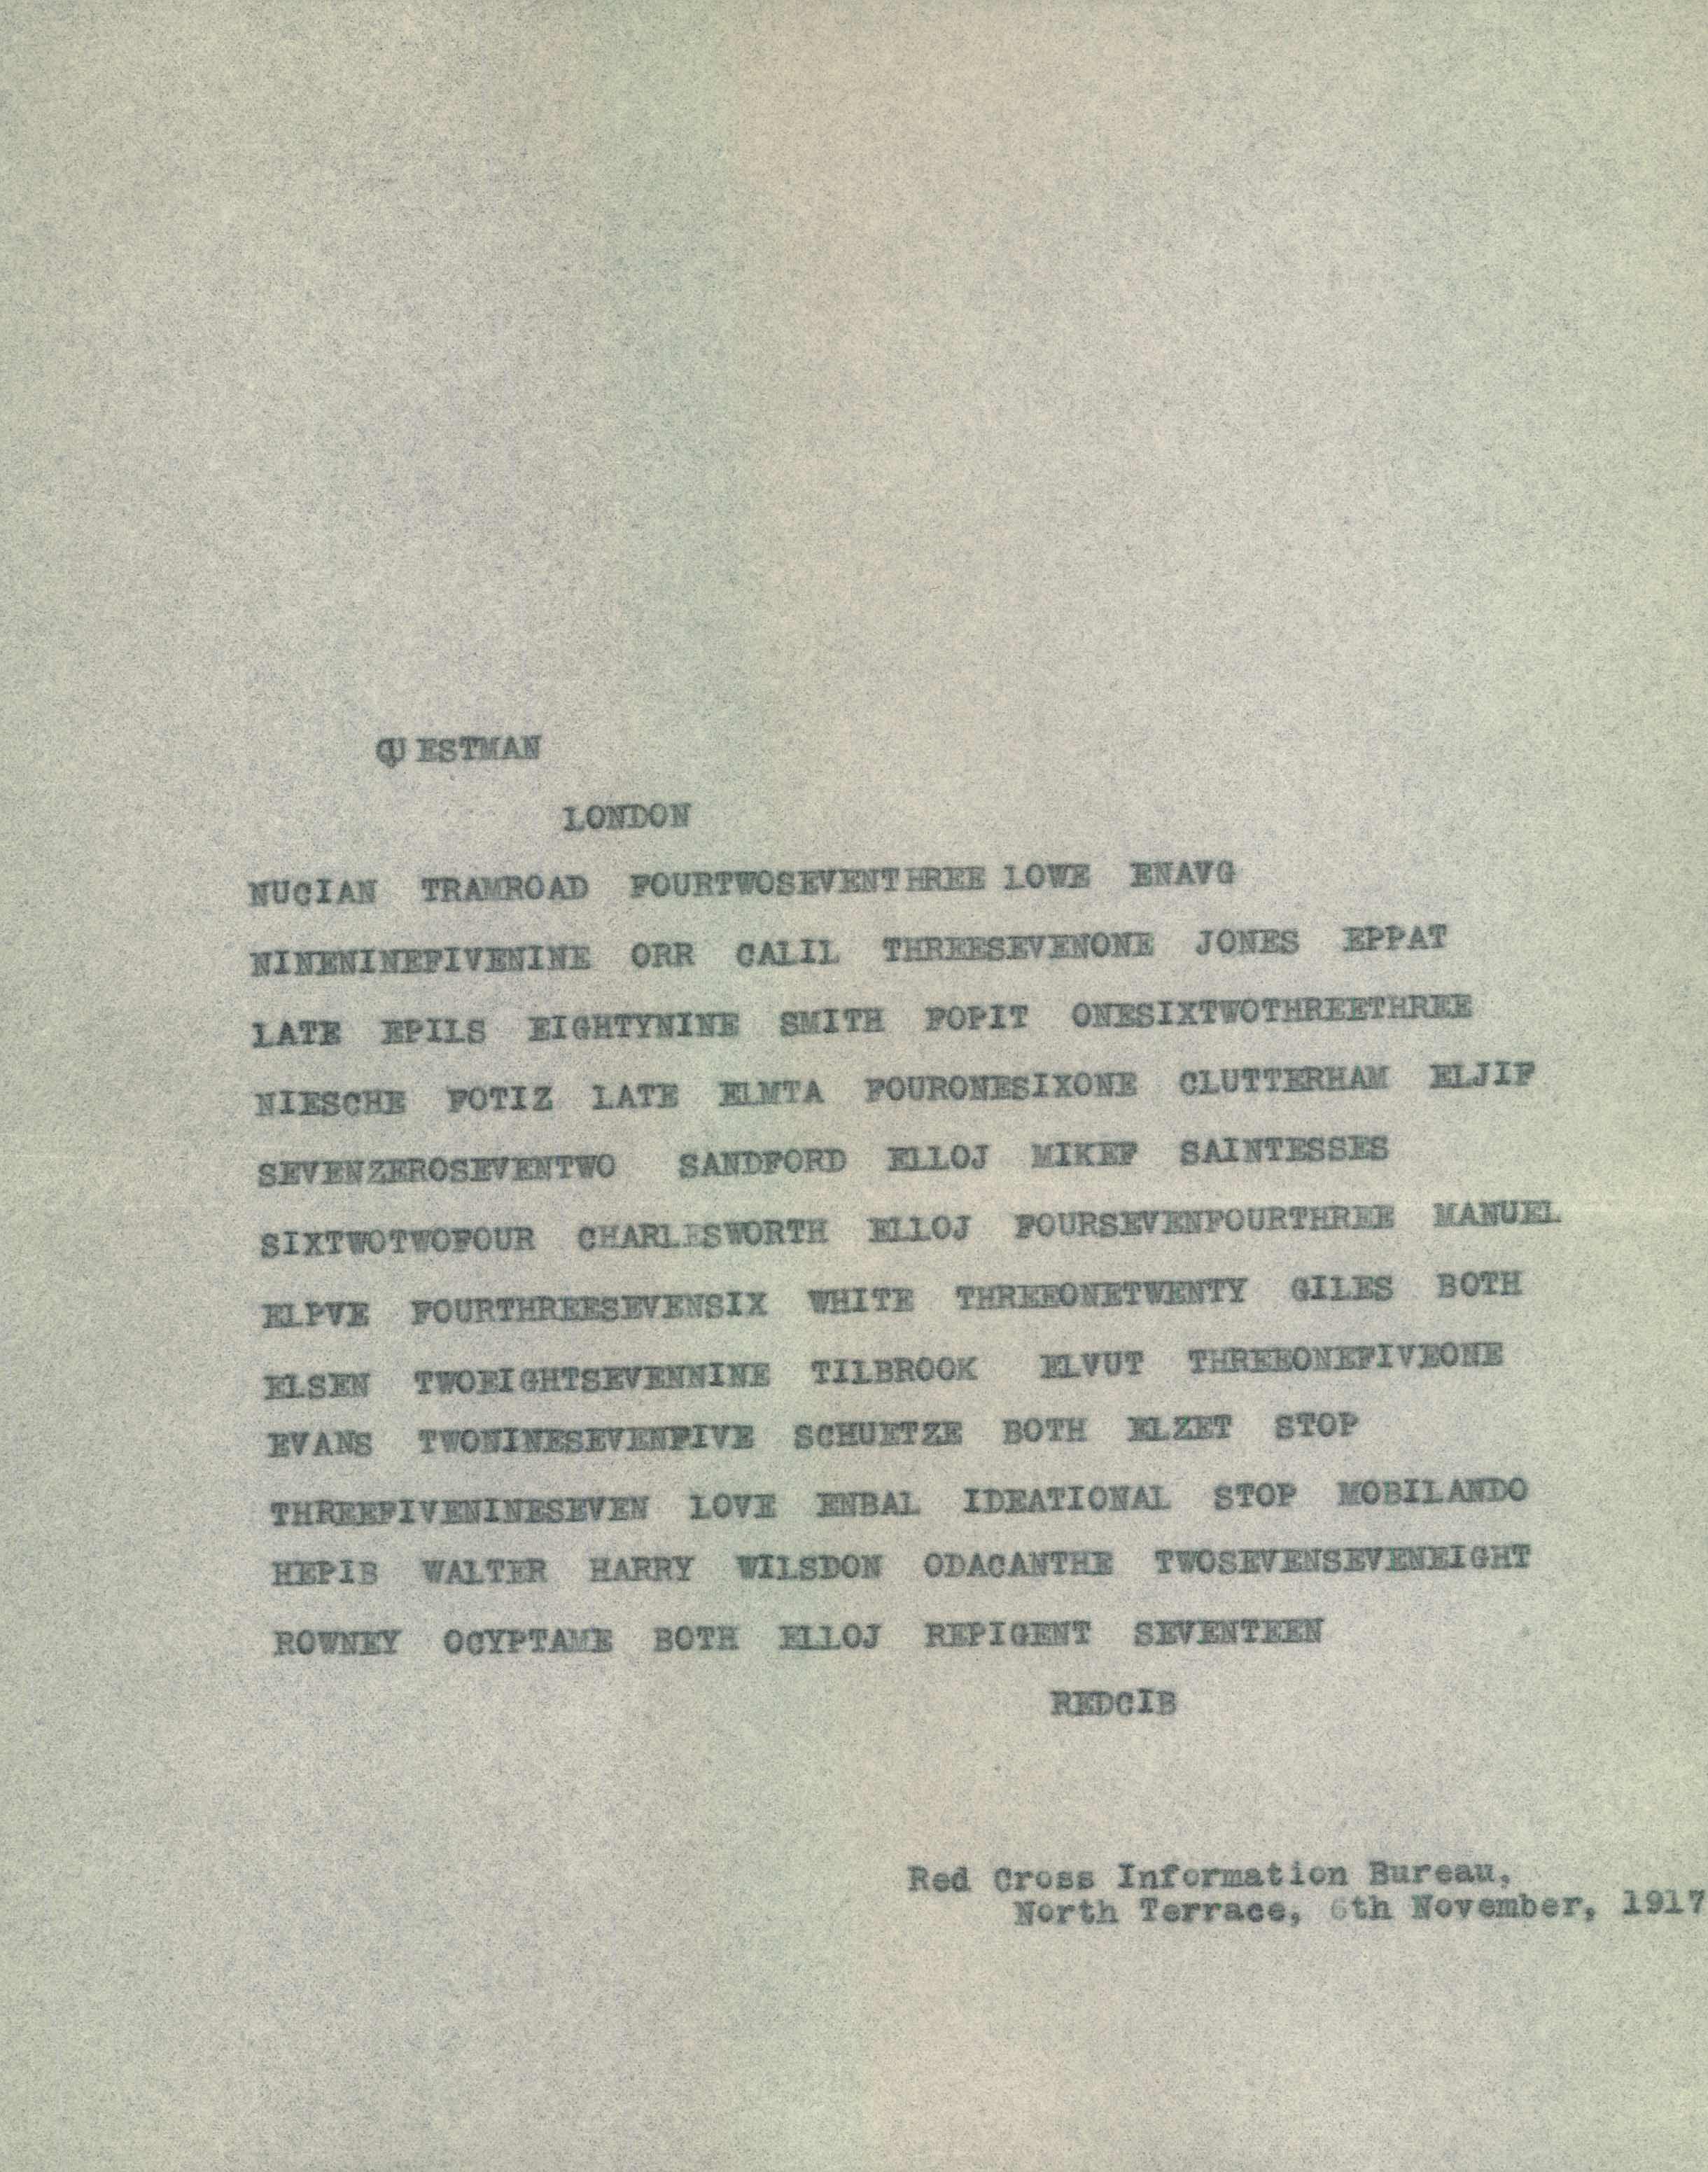 QUESTMAN
LONDON
NUCIAN TRAMROAD FOURTWOSEVENTHREE LOWE ENAVG
NINENINEFIVENINE ORR CALIL THREESEVENONE JONES EPPAT
LATE EPILS EIGHTYNINE SMITH FOPIT ONESIXTWOTHREETHREE
NIESCHE FOTIZ LATE ELMTA FOURONESIXONE CLUTTERHAM ELJIF
SEVENZEROSEVENTWO SANDFORD ELLOJ MIKEF SAINTESSES
SIXTWOTWOFOUR CHARLESWORTH ELLOJ FOURSEVENFOURTHREE MANUEL
ELPVE FOURTHREESEVENSIX WHITE THREEONETWENTY GILES BOTH
ELSEN TWOEIGHTSEVENNINE TILBROOK ELVUT THREEONEFIVEONE
EVANS TWONINESEVENFIVE SCHUETZE BOTH ELZET STOP
THREEFIVENINESEVEN LOVE ENBAL IDEATIONAL STOP MOBILANDO
HEPIB WALTER HARRY WILSDON ODACANTHE TWOSEVENSEVENEIGHT
ROWNEY OCYPTAME BOTH ELLOJ REPIGENT SEVENTEEN
REDCIB
Red Cross Information Bureau,
North Terrace, 6th November, 1917